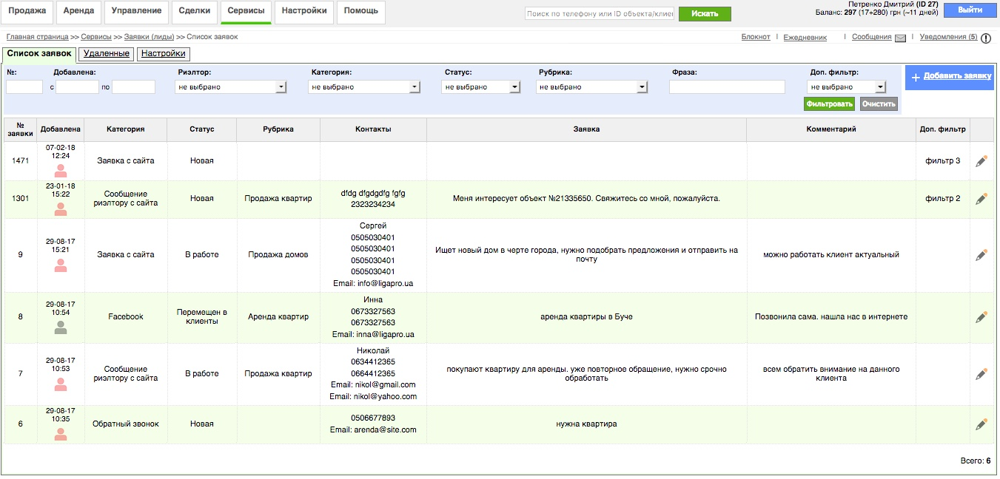 Продажа Аренда Управление Сделки Сервисы Настройки Помощь
Поиск по телефону или ID объекта/клиен Искать
Петренко Дмитрий (ID 27)
Баланс: 297 (17+280) грн (~11 дней)
Выйти
Главная страница >> Сервисы >> Заявки (лиды) >> Список заявок
Блокнот | Ежедневник | Сообщения | Уведомления (5)
Список заявок Удаленные Настройки
№: Добавлена: Риэлтор: Категория: Статус: Рубрика: Фраза: Доп. фильтр:
с по не выбрано не выбрано не выбрано не выбрано не выбрано
+ Добавить заявку
Фильтровать Очистить
№ заявки Добавлена Категория Статус Рубрика Контакты Заявка Комментарий Доп. фильтр
07-02-18
12:24
1471 Заявка с сайта Новая фильтр 3
23-01-18
15:22
1301 Сообщение риэлтору с сайта Новая Продажа квартир
dfdg dfgdgdfg fgfg
2323234234
Меня интересует объект №21335650. Свяжитесь со мной, пожалуйста.
фильтр 2
9
29-08-17
15:21
Заявка с сайта В работе Продажа домов
Сергей
0505030401
0505030401
0505030401
0505030401
Email: info@ligapro.ua
Ищет новый дом в черте города, нужно подобрать предложения и отправить на
почту
можно работать клиент актуальный
8
29-08-17
10:54
Facebook
Перемещен в
клиенты
Аренда квартир
Инна
0673327563
0673327563
Email: inna@ligapro.ua
аренда квартиры в Буче
Позвонила сама. нашла нас в интернете
7
29-08-17
10:53
Сообщение
риэлтору с сайта
В работе
Продажа квартир
Николай
0634412365
0664412365
Email: nikol@gmail.com
Email: nikol@yahoo.com
покупают квартиру для аренды. уже повторное обращение, нужно срочно
обработать
всем обратить внимание на данного
клиента
6
29-08-17
10:35
Обратный звонок
Новая
0506677893
Email: arenda@site.com
нужна квартира
Всего: 6